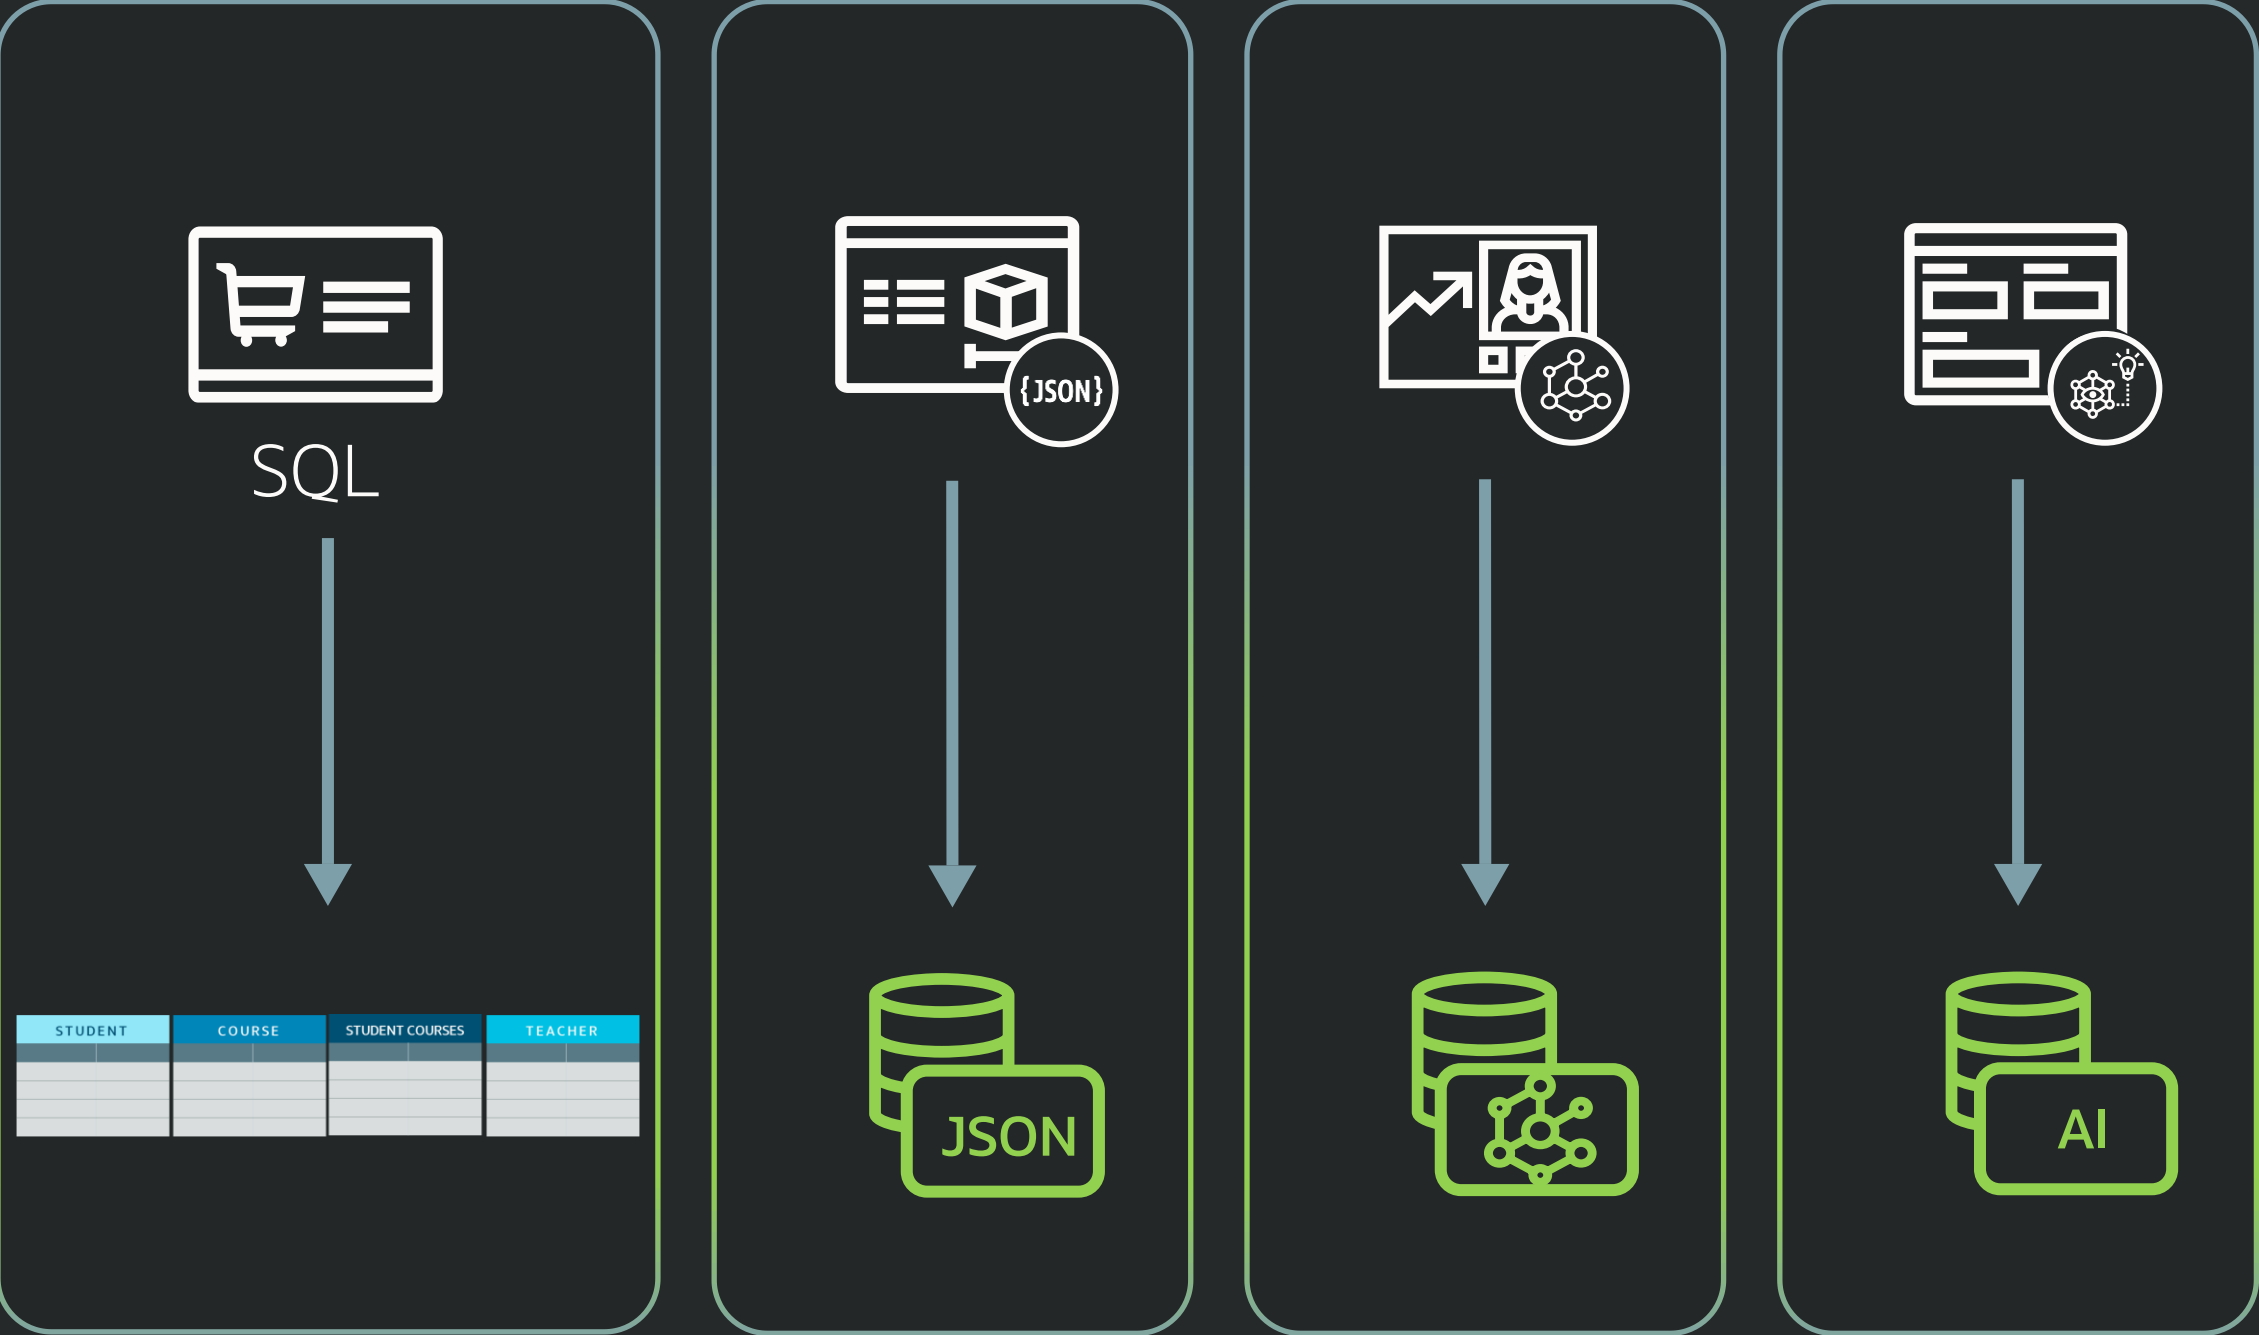 {JSON}
SQL
STUDENT
COURSE
STUDENT COURSES
TEACHER
JSON
AI